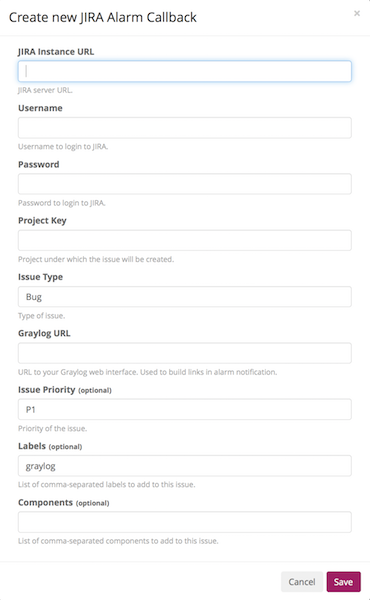 Create new JIRA Alarm Callback ×
JIRA Instance URL
JIRA server URL.
Username
Username to login to JIRA.
Password
Password to login to JIRA.
Project Key
Project under which the issue will be created.
Issue Type
Bug
Type of issue.
Graylog URL
URL to your Graylog web interface. Used to build links in alarm notification.
Issue Priority (optional)
P1
Priority of the issue.
Labels (optional)
graylog
List of comma-separated labels to add to this issue.
Components (optional)
List of comma-separated components to add to this issue.
Cancel Save